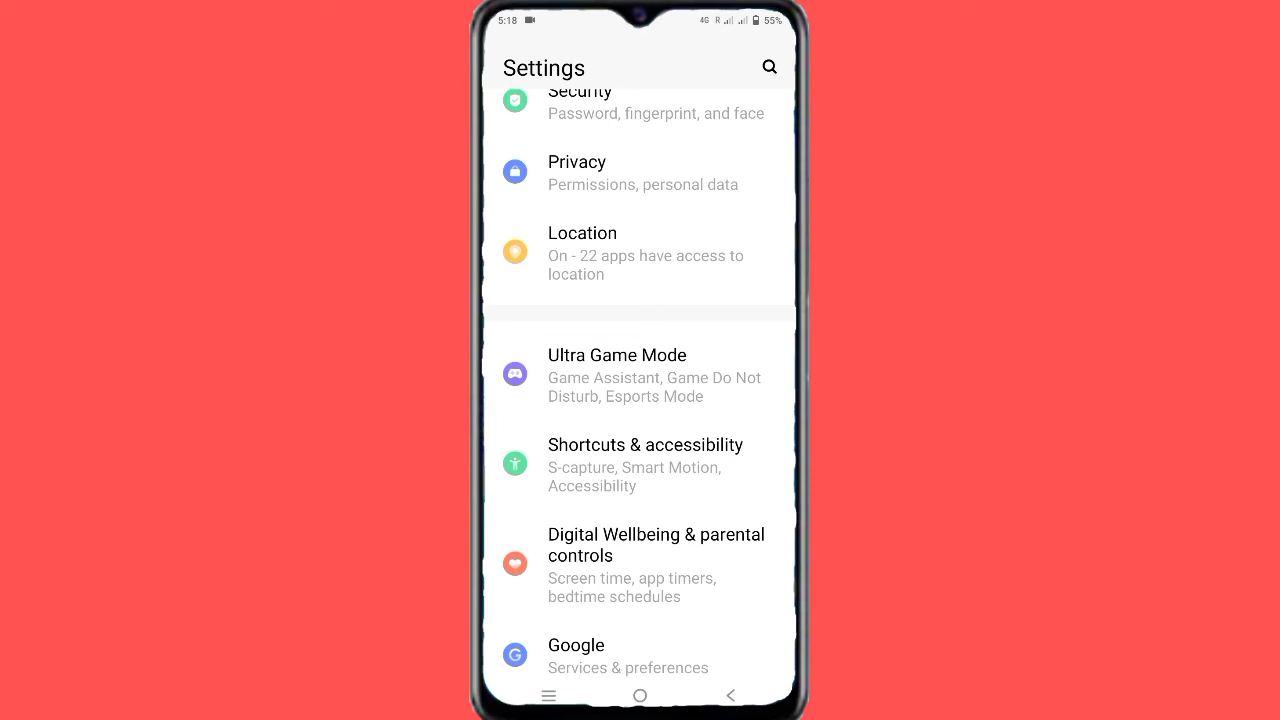 5:18 4G R 55%
Settings
Security
Password, fingerprint, and face
Privacy
Permissions, personal data
Location
On - 22 apps have access to
location
Ultra Game Mode
Game Assistant, Game Do Not
Disturb, Esports Mode
Shortcuts & accessibility
S-capture, Smart Motion,
Accessibility
Digital Wellbeing & parental
controls
Screen time, app timers,
bedtime schedules
Google
Services & preferences